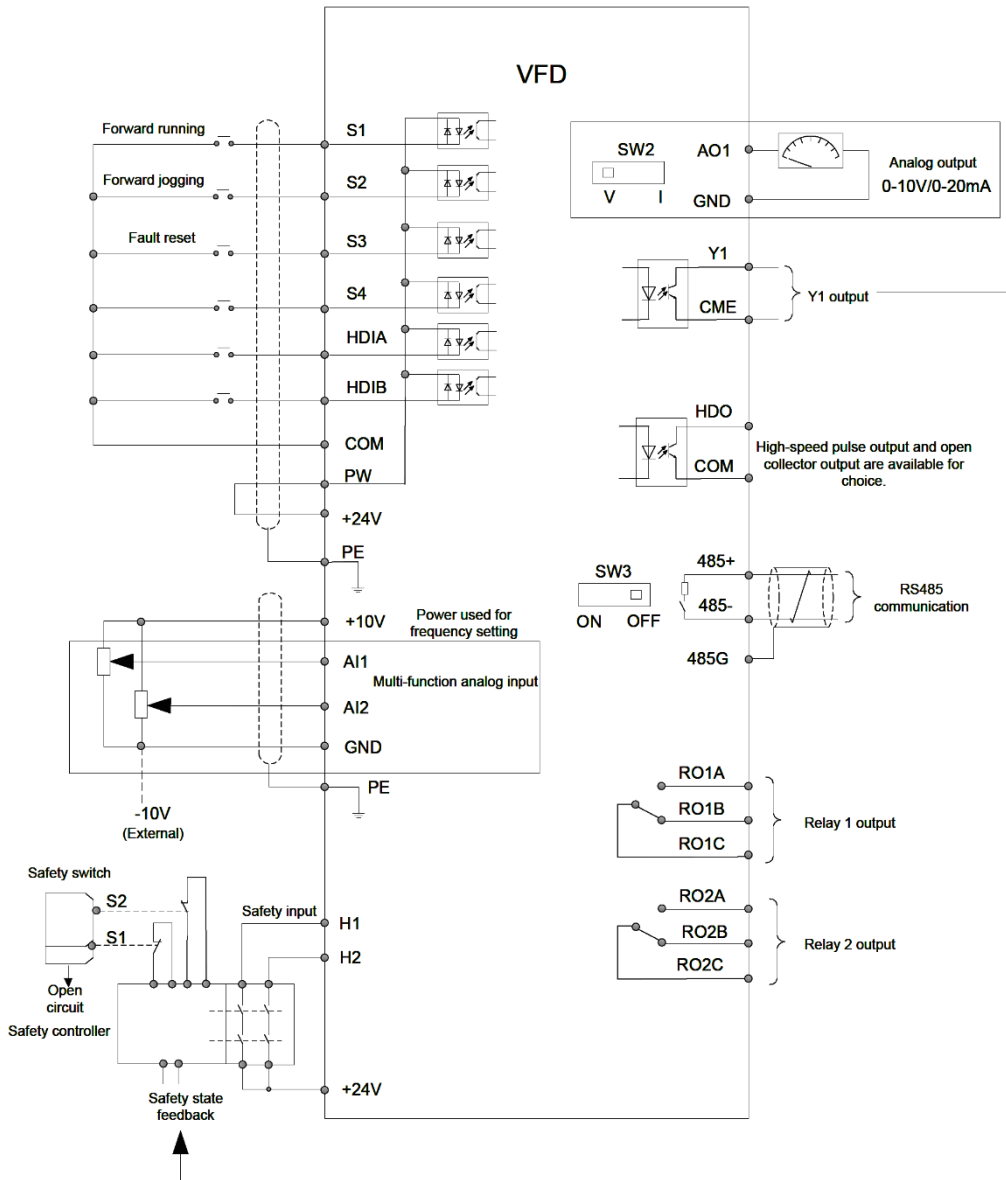 VFD
Forward running
S1
Forward jogging
S2
Fault reset
S3
S4
HDIA
HDIB
COM
PW
+24V
PE
+10V
Power used for
frequency setting
AI1
Multi-function analog input
AI2
GND
PE
-10V
(External)
Safety switch
S2
S1
Open
circuit
Safety controller
Safety input
H1
H2
+24V
Safety state
feedback
SW2
V I
AO1
GND
Analog output
0-10V/0-20mA
Y1
CME
Y1 output
HDO
COM
High-speed pulse output and open
collector output are available for
choice.
SW3
ON OFF
485+
485-
485G
RS485
communication
RO1A
RO1B
RO1C
Relay 1 output
RO2A
RO2B
RO2C
Relay 2 output